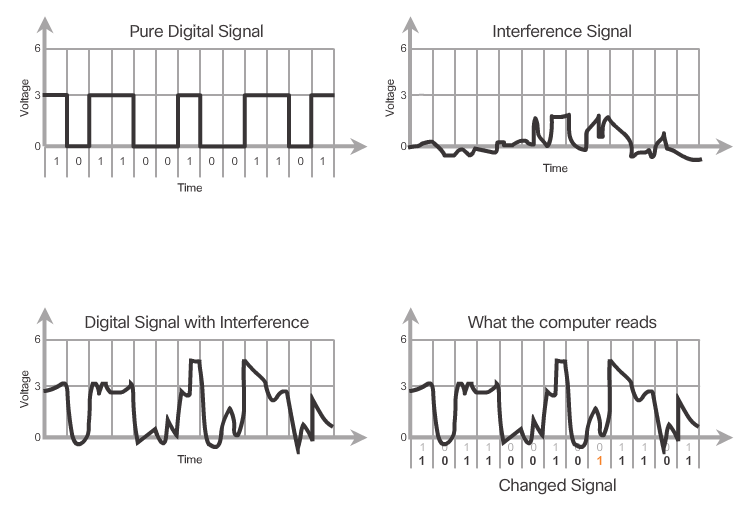 Pure Digital Signal
6
Voltage
3
0
1 0 1 1 0 0 1 0 0 1 1 0 1
Time
Interference Signal
6
Voltage
3
0
Time
Digital Signal with Interference
6
Voltage
3
0
Time
What the computer reads
6
3
0
1 0 1 1 0 0 1 0 0 1 1 0 1
1 0 1 1 0 0 1 0 1 1 1 0 1
Changed Signal